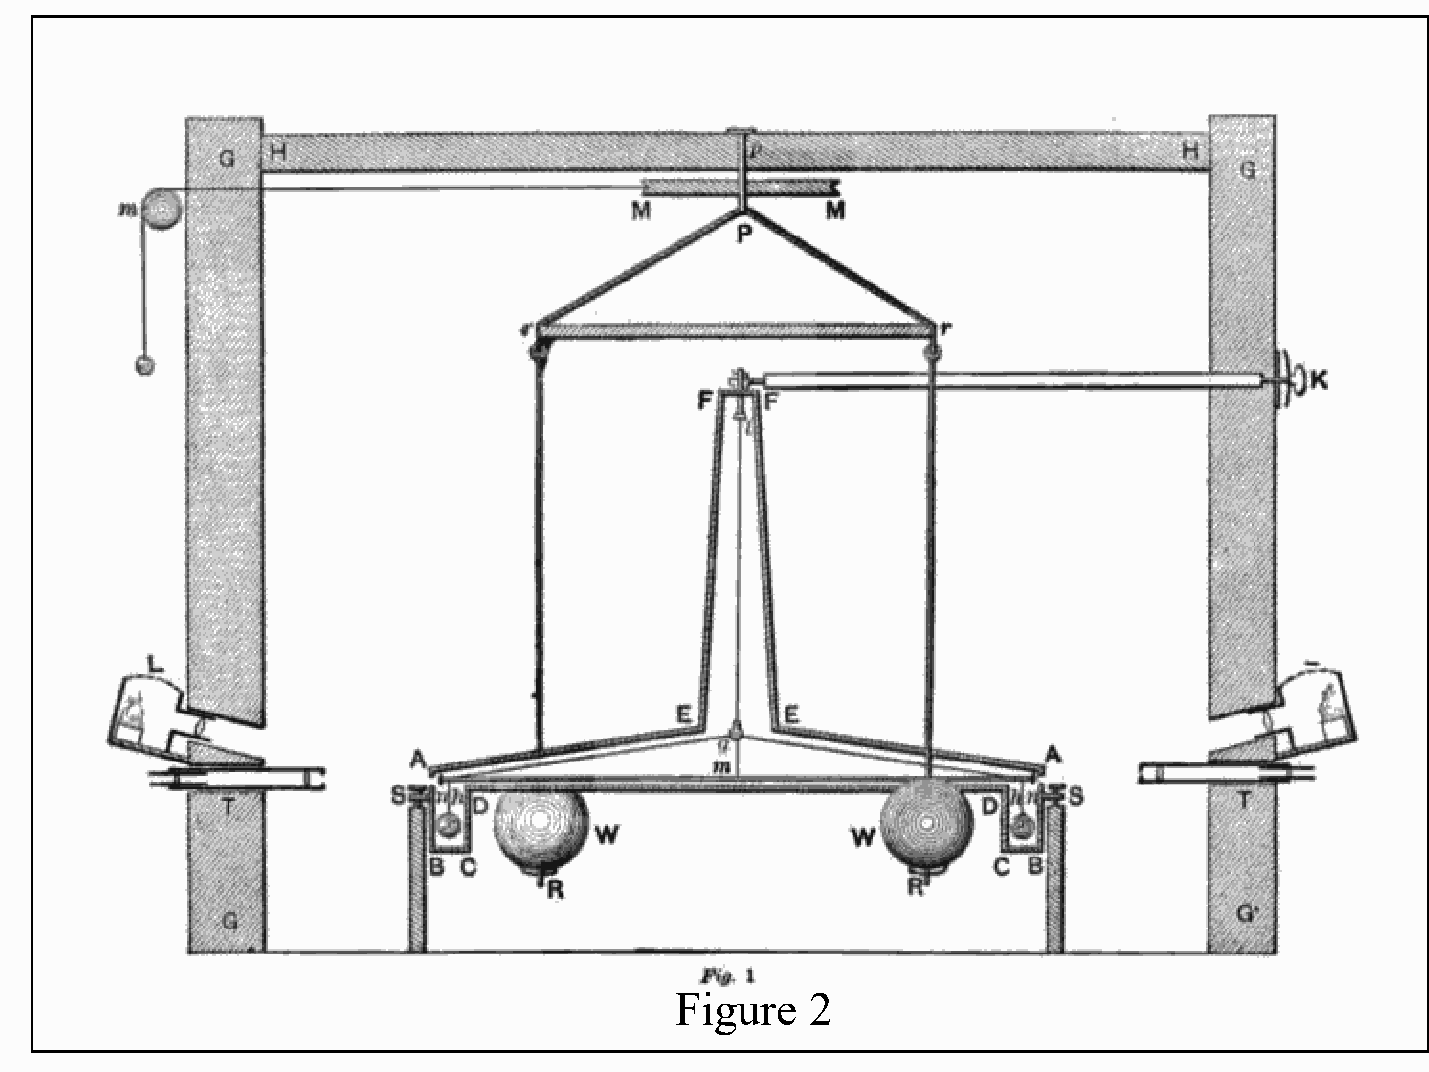 G H p H G
m M M
P
r r
F F K
l
L
E E
g
A m A
S n h D D h n S
T T
W W
B C C B
R R
G G'
Fig. 1
Figure 2